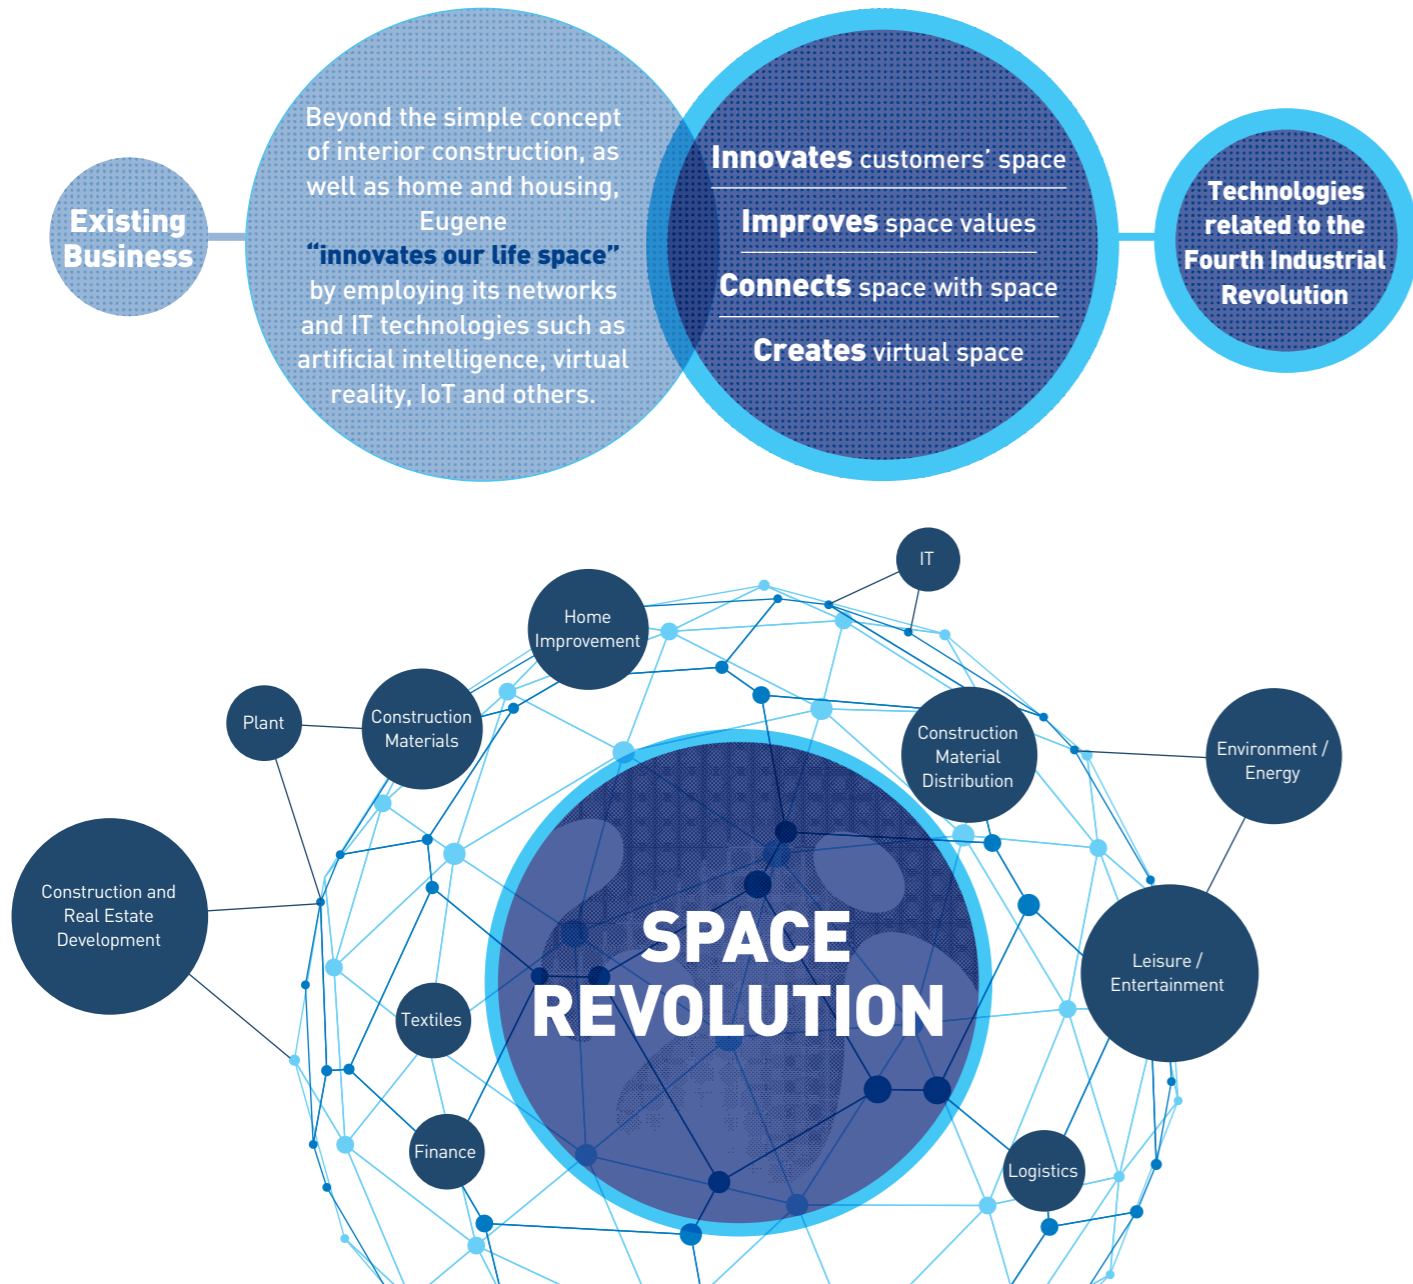 Existing
Business
Beyond the simple concept
of interior construction, as
well as home and housing,
Eugene
“innovates our life space”
by employing its networks
and IT technologies such as
artificial intelligence, virtual
reality, IoT and others.
Innovates customers’ space
Improves space values
Connects space with space
Creates virtual space
Technologies
related to the
Fourth Industrial
Revolution
IT
Home
Improvement
Plant
Construction
Materials
Construction
Material
Distribution
Environment /
Energy
Construction and
Real Estate
Development
SPACE
REVOLUTION
Leisure /
Entertainment
Textiles
Finance
Logistics